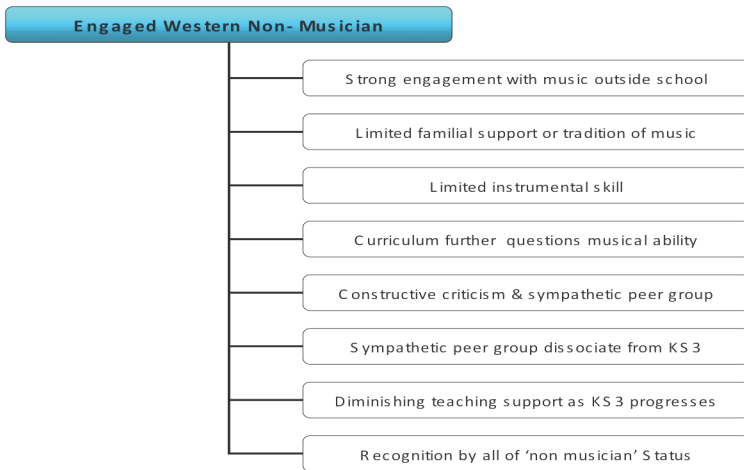 Engaged Western Non- Musician
Strong engagement with music outside school
Limited familial support or tradition of music
Limited instrumental skill
Curriculum further questions musical ability
Constructive criticism & sympathetic peer group
Sympathetic peer group dissociate from KS3
Diminishing teaching support as KS3 progresses
Recognition by all of ‘non musician’ Status